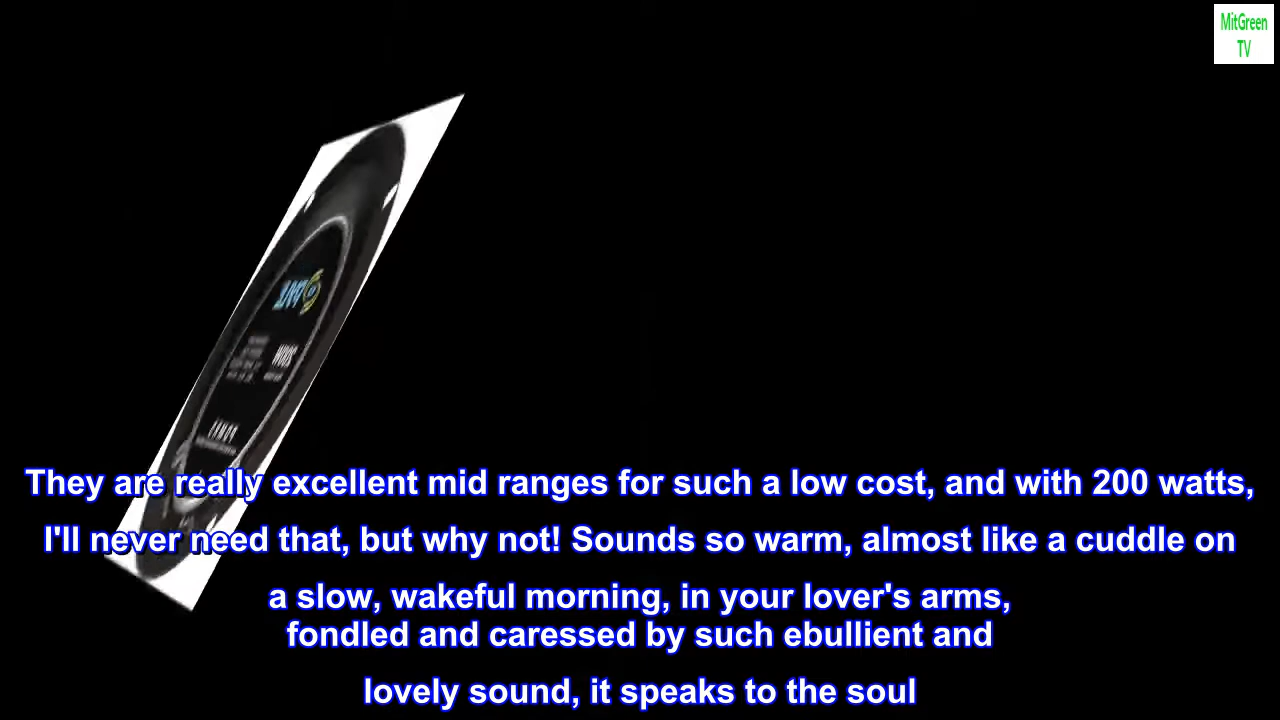 MitGreen
TV
They are really excellent mid ranges for such a low cost, and with 200 watts,
I'll never need that, but why not! Sounds so warm, almost like a cuddle on
a slow, wakeful morning, in your lover's arms,
fondled and caressed by such ebullient and
lovely sound, it speaks to the soul